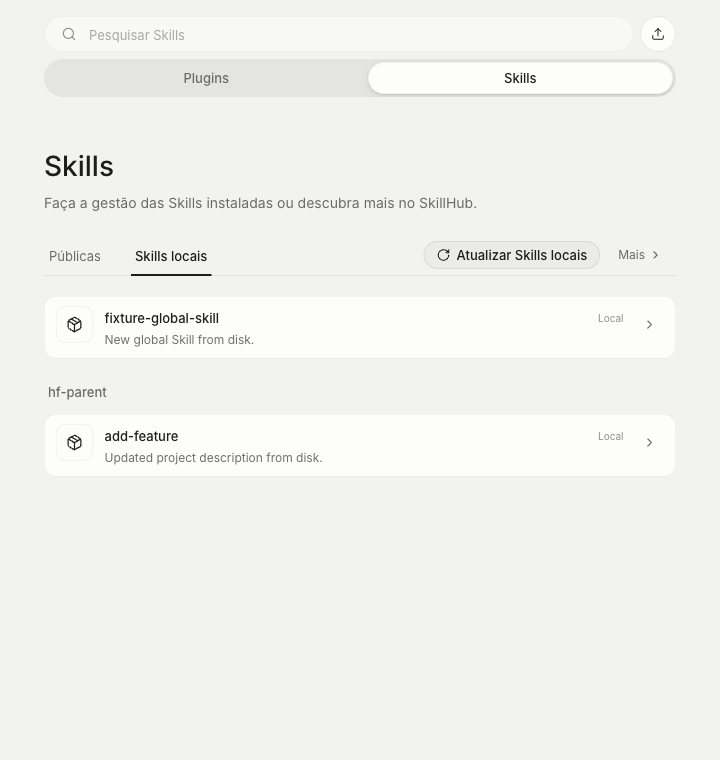 Pesquisar Skills
Plugins
Skills
Skills
Faça a gestão das Skills instaladas ou descubra mais no SkillHub.
Públicas
Skills locais
Atualizar Skills locais
Mais
fixture-global-skill
Local
New global Skill from disk.
hf-parent
add-feature
Local
Updated project description from disk.